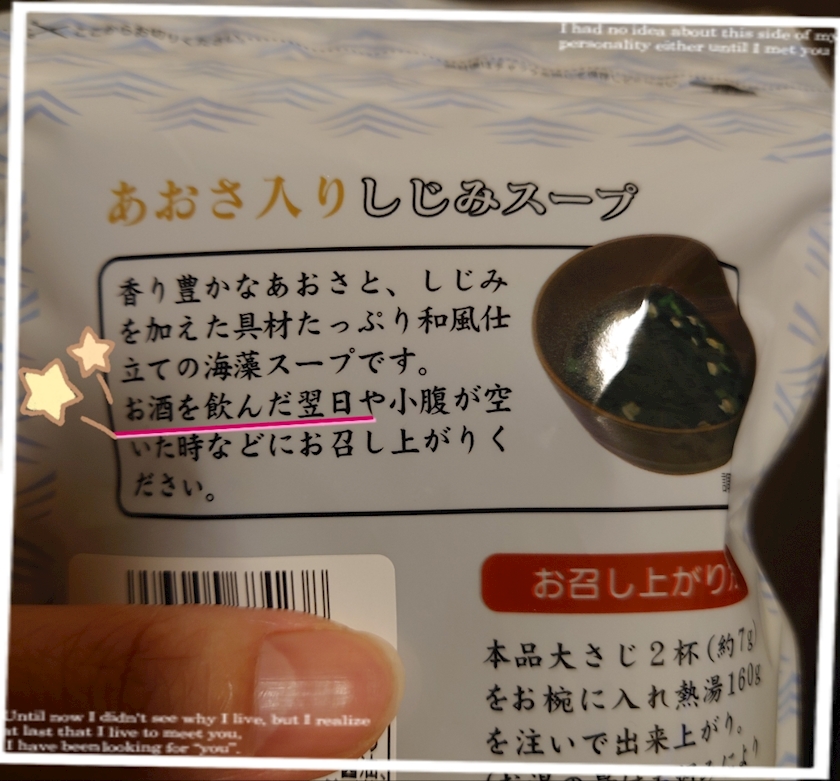 I had no idea about this side of my
personality either until I met you
あおさ入りしじみスープ
香り豊かなあおさと、しじみ
を加えた具材たっぷり和風仕
立ての海藻スープです。
お酒を飲んだ翌日や小腹が空
いた時などにお召し上がりく
ださい。
お召し上がり
本品大さじ2杯(約7g)
をお椀に入れ熱湯160g
を注いで出来上がり。
Until now I didn't see why I live, but I realize
at last that I live to meet you,
I have been looking for "you".